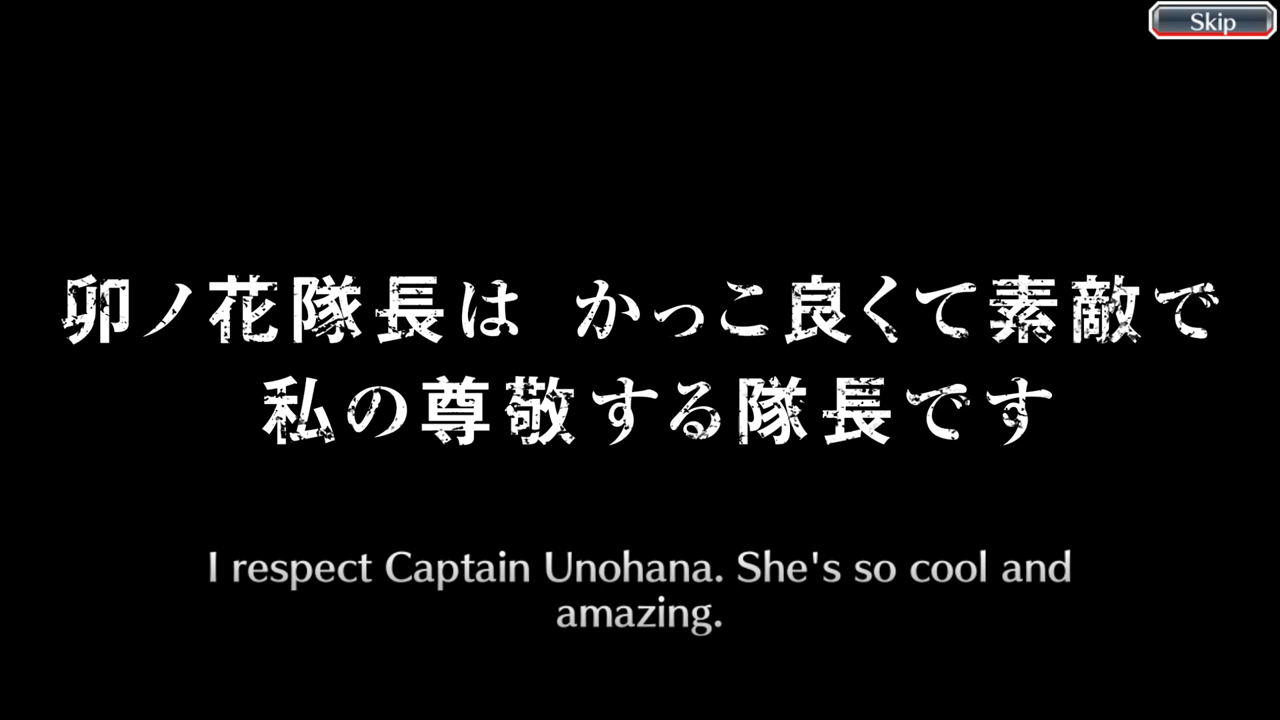 Skip
卯ノ花隊長は かっこ良くて素敵で
私の尊敬する隊長です
I respect Captain Unohana. She's so cool and
amazing.